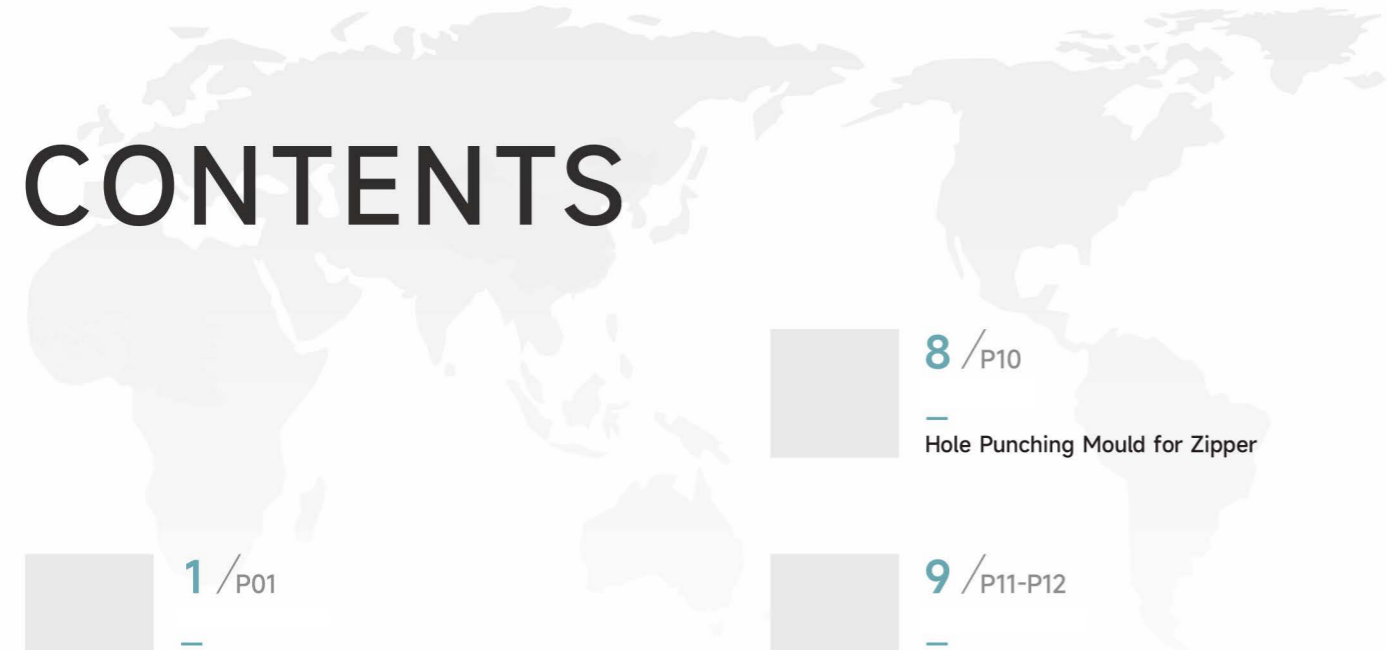 CONTENTS
8 /P10
Hole Punching Mould for Zipper
1 /P01
9 /P11-P12